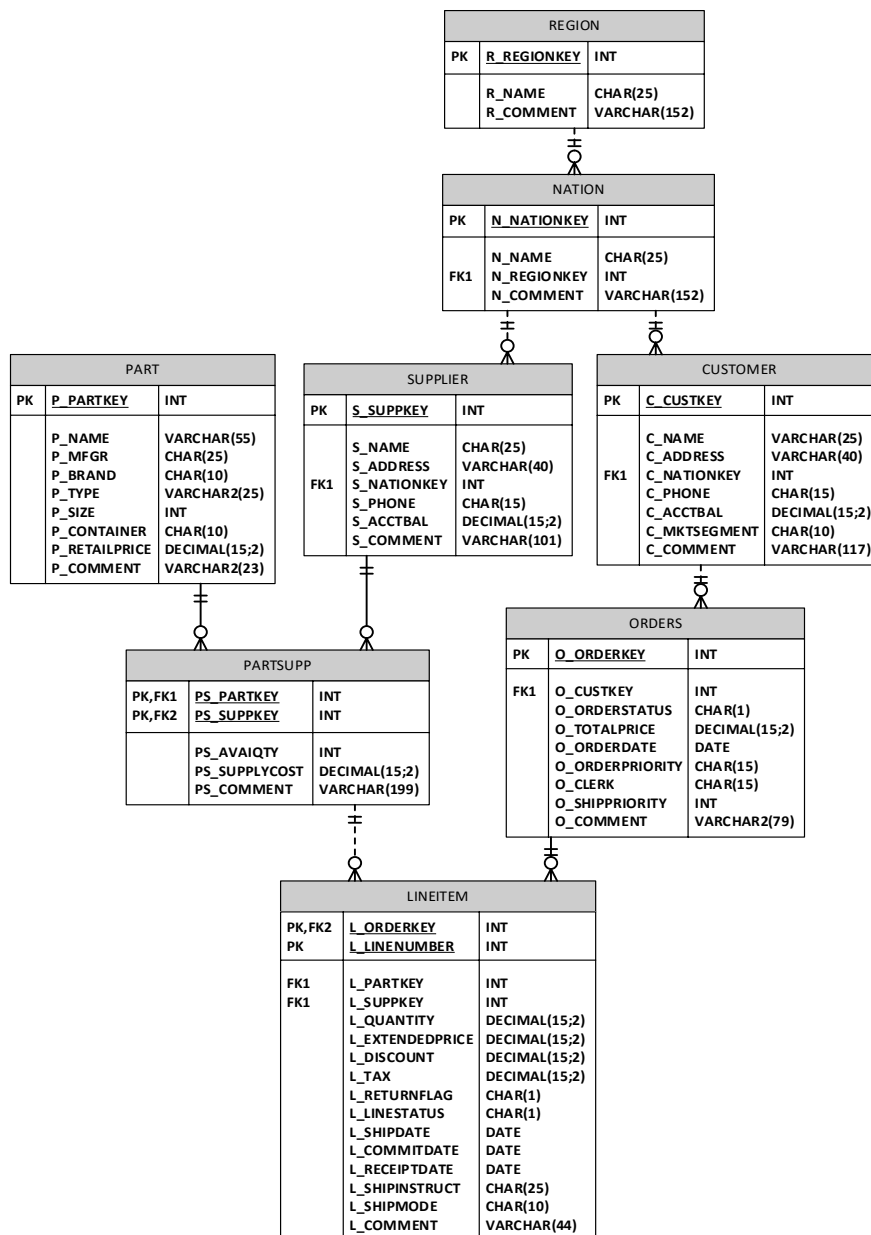 REGION
PK R_REGIONKEY INT
R_NAME CHAR(25)
R_COMMENT VARCHAR(152)
NATION
PK N_NATIONKEY INT
N_NAME CHAR(25)
FK1 N_REGIONKEY INT
N_COMMENT VARCHAR(152)
PART
PK P_PARTKEY INT
P_NAME VARCHAR(55)
P_MFGR CHAR(25)
P_BRAND CHAR(10)
P_TYPE VARCHAR2(25)
P_SIZE INT
P_CONTAINER CHAR(10)
P_RETAILPRICE DECIMAL(15;2)
P_COMMENT VARCHAR2(23)
SUPPLIER
PK S_SUPPKEY INT
S_NAME CHAR(25)
S_ADDRESS VARCHAR(40)
FK1 S_NATIONKEY INT
S_PHONE CHAR(15)
S_ACCTBAL DECIMAL(15;2)
S_COMMENT VARCHAR(101)
CUSTOMER
PK C_CUSTKEY INT
C_NAME VARCHAR(25)
C_ADDRESS VARCHAR(40)
FK1 C_NATIONKEY INT
C_PHONE CHAR(15)
C_ACCTBAL DECIMAL(15;2)
C_MKTSEGMENT CHAR(10)
C_COMMENT VARCHAR(117)
PARTSUPP
PK,FK1 PS_PARTKEY INT
PK,FK2 PS_SUPPKEY INT
PS_AVAIQTY INT
PS_SUPPLYCOST DECIMAL(15;2)
PS_COMMENT VARCHAR(199)
ORDERS
PK O_ORDERKEY INT
FK1 O_CUSTKEY INT
O_ORDERSTATUS CHAR(1)
O_TOTALPRICE DECIMAL(15;2)
O_ORDERDATE DATE
O_ORDERPRIORITY CHAR(15)
O_CLERK CHAR(15)
O_SHIPPRIORITY INT
O_COMMENT VARCHAR2(79)
LINEITEM
PK,FK2 L_ORDERKEY INT
PK L_LINENUMBER INT
FK1 L_PARTKEY INT
FK1 L_SUPPKEY INT
L_QUANTITY DECIMAL(15;2)
L_EXTENDEDPRICE DECIMAL(15;2)
L_DISCOUNT DECIMAL(15;2)
L_TAX DECIMAL(15;2)
L_RETURNFLAG CHAR(1)
L_LINESTATUS CHAR(1)
L_SHIPDATE DATE
L_COMMITDATE DATE
L_RECEIPTDATE DATE
L_SHIPINSTRUCT CHAR(25)
L_SHIPMODE CHAR(10)
L_COMMENT VARCHAR(44)